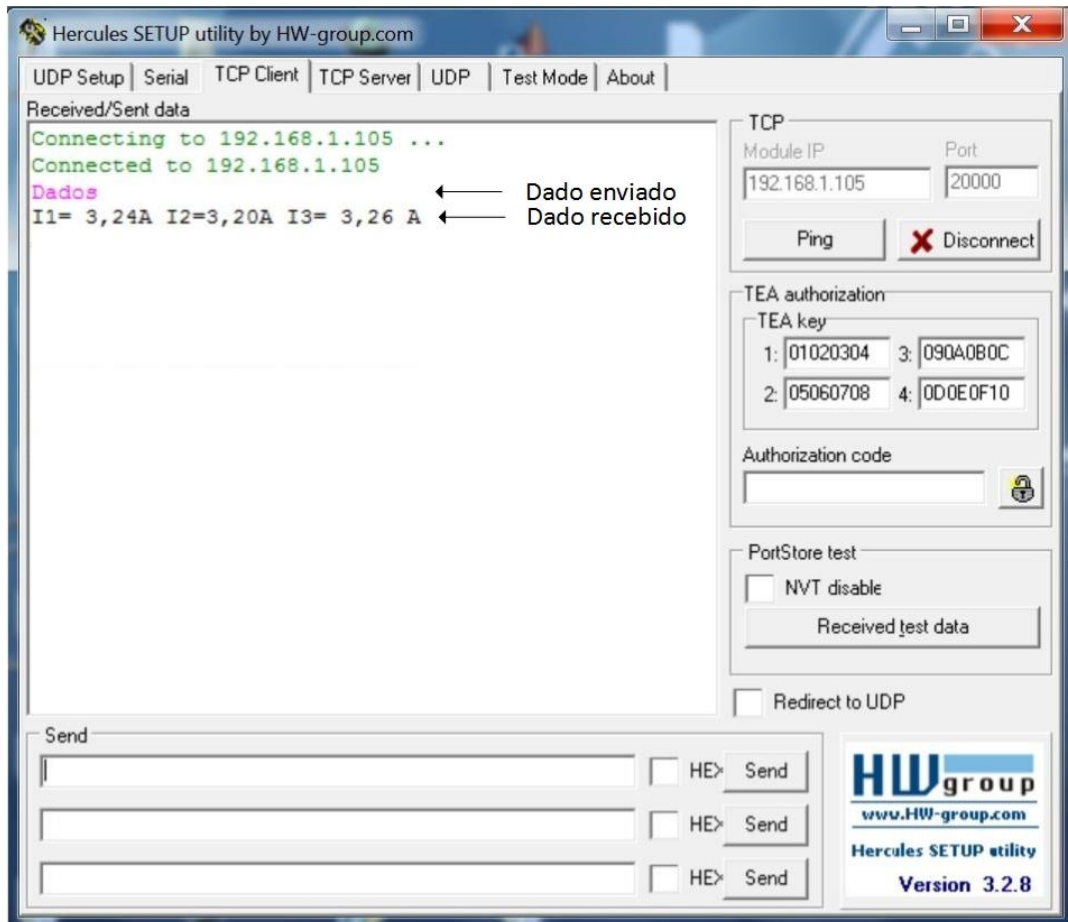 Hercules SETUP utility by HW-group.com
UDP Setup Serial TCP Client TCP Server UDP Test Mode About
Received/Sent data
Connecting to 192.168.1.105 ...
Connected to 192.168.1.105
Dados
Dado enviado
I1= 3,24A I2=3,20A I3= 3,26 A
Dado recebido
TCP
Module IP Port
192.168.1.105 20000
Ping Disconnect
TEA authorization
TEA key
1: 01020304 3: 090A0B0C
2: 05060708 4: 0D0E0F10
Authorization code
PortStore test
NVT disable
Received test data
Redirect to UDP
Send
HEX Send
HEX Send
HEX Send
HW group
www.HW-group.com
Hercules SETUP utility
Version 3.2.8